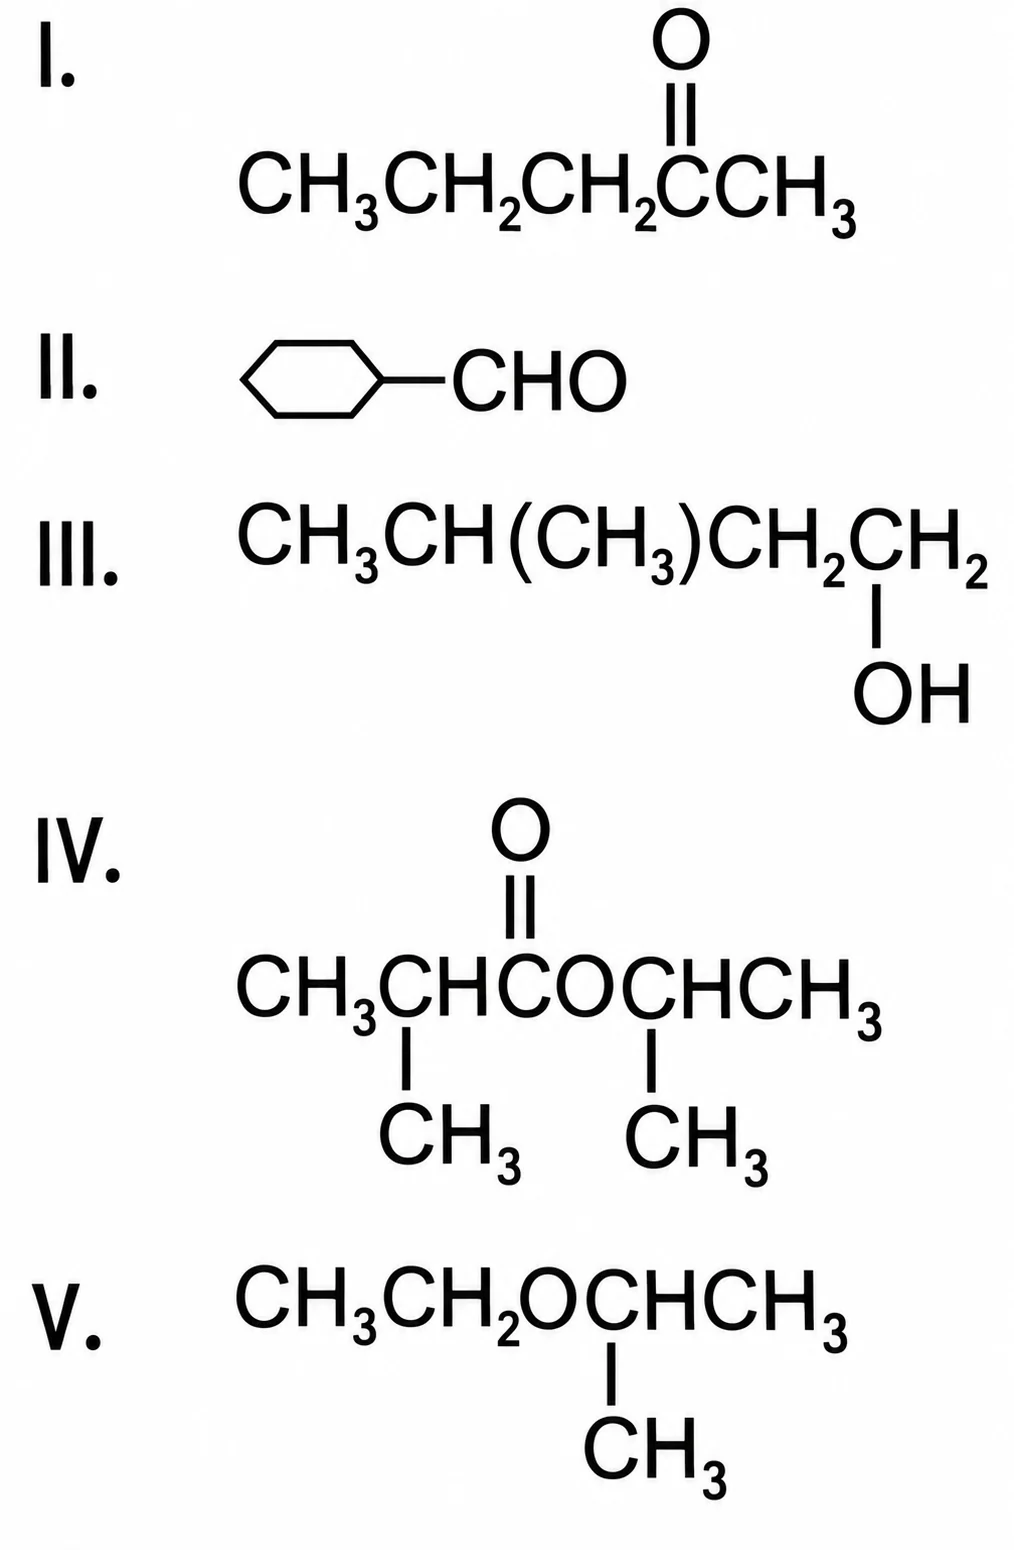 I.
O
CH₃CH₂CH₂CCH₃
II.
CHO
III.
CH₃CH(CH₃)CH₂CH₂
OH
IV.
O
CH₃CHCOCHCH₃
CH₃ CH₃
V.
CH₃CH₂OCHCH₃
CH₃